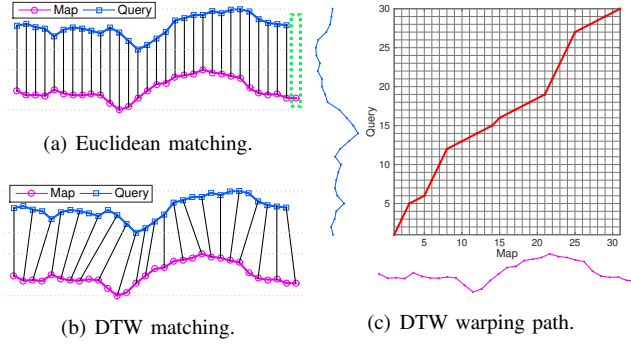 Map Query
(a) Euclidean matching.
Map Query
(b) DTW matching.
30
25
20
15
10
5
Query
5 10 15 20 25 30
Map
(c) DTW warping path.